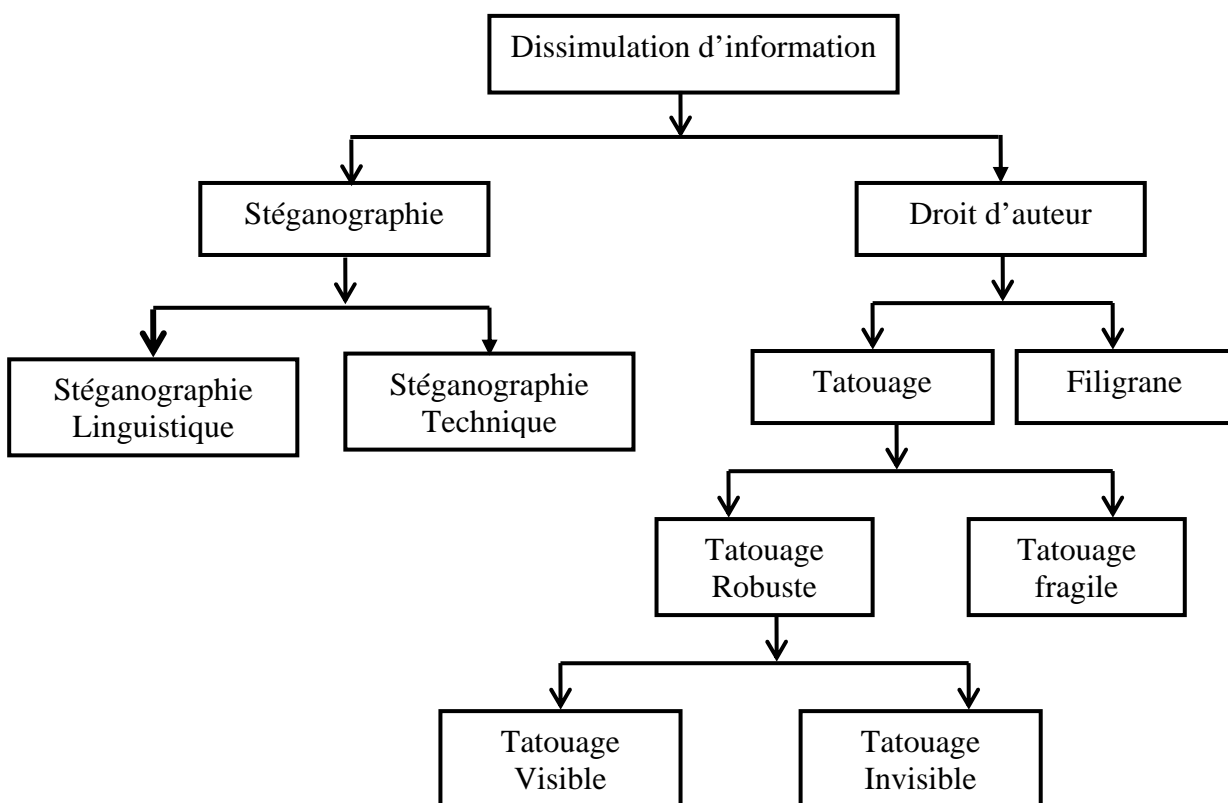 Dissimulation d’information
Stéganographie
Droit d’auteur
Stéganographie
Linguistique
Stéganographie
Technique
Tatouage
Filigrane
Tatouage
Robuste
Tatouage
fragile
Tatouage
Visible
Tatouage
Invisible